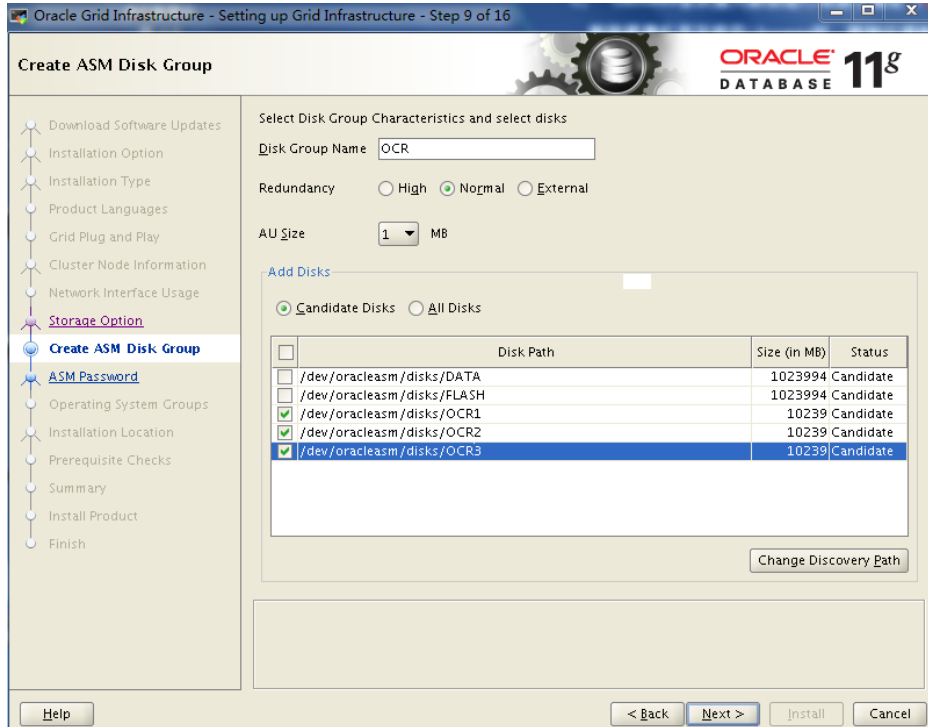 Oracle Grid Infrastructure - Setting up Grid Infrastructure - Step 9 of 16
Create ASM Disk Group
ORACLE 11g
DATABASE
Download Software Updates
Installation Option
Installation Type
Product Languages
Grid Plug and Play
Cluster Node Information
Network Interface Usage
Storage Option
Create ASM Disk Group
ASM Password
Operating System Groups
Installation Location
Prerequisite Checks
Summary
Install Product
Finish
Select Disk Group Characteristics and select disks
Disk Group Name OCR
Redundancy High Normal External
AU Size 1 MB
Add Disks
Candidate Disks All Disks
Disk Path Size (in MB) Status
/dev/oracleasm/disks/DATA 1023994 Candidate
/dev/oracleasm/disks/FLASH 1023994 Candidate
/dev/oracleasm/disks/OCR1 10239 Candidate
/dev/oracleasm/disks/OCR2 10239 Candidate
/dev/oracleasm/disks/OCR3 10239 Candidate
Change Discovery Path
Help < Back Next > Install Cancel